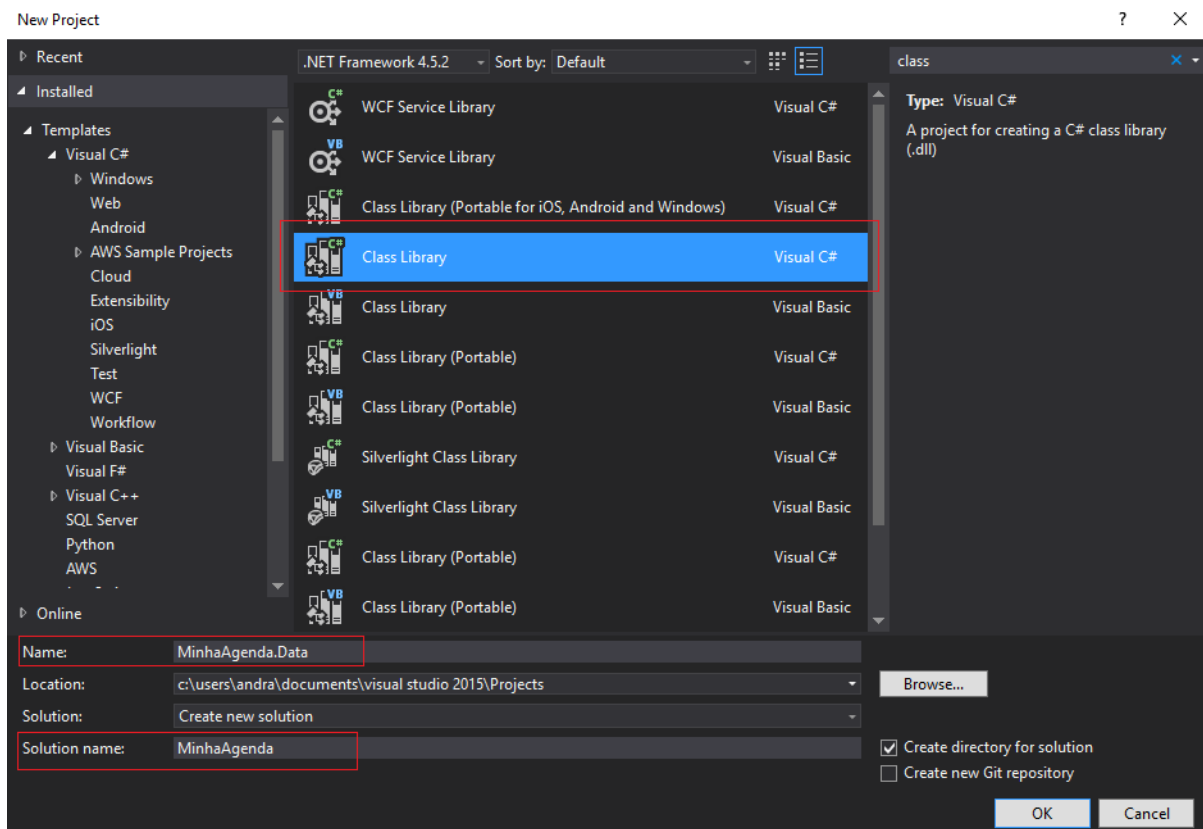 New Project
?
Recent
Installed
Templates
Visual C#
Windows
Web
Android
AWS Sample Projects
Cloud
Extensibility
iOS
Silverlight
Test
WCF
Workflow
Visual Basic
Visual F#
Visual C++
SQL Server
Python
AWS
Online
.NET Framework 4.5.2 Sort by: Default
C# WCF Service Library Visual C#
VB WCF Service Library Visual Basic
C# Class Library (Portable for iOS, Android and Windows) Visual C#
C# Class Library Visual C#
VB Class Library Visual Basic
C# Class Library (Portable) Visual C#
VB Class Library (Portable) Visual Basic
C# Silverlight Class Library Visual C#
VB Silverlight Class Library Visual Basic
C# Class Library (Portable) Visual C#
VB Class Library (Portable) Visual Basic
class
Type: Visual C#
A project for creating a C# class library
(.dll)
Name: MinhaAgenda.Data
Location: c:\users\andra\documents\visual studio 2015\Projects
Browse...
Solution: Create new solution
Solution name: MinhaAgenda
Create directory for solution
Create new Git repository
OK Cancel